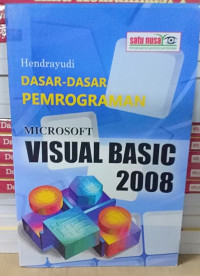 satu nusa
Hendrayudi
DASAR-DASAR
PEMROGRAMAN
MICROSOFT
VISUAL BASIC
2008